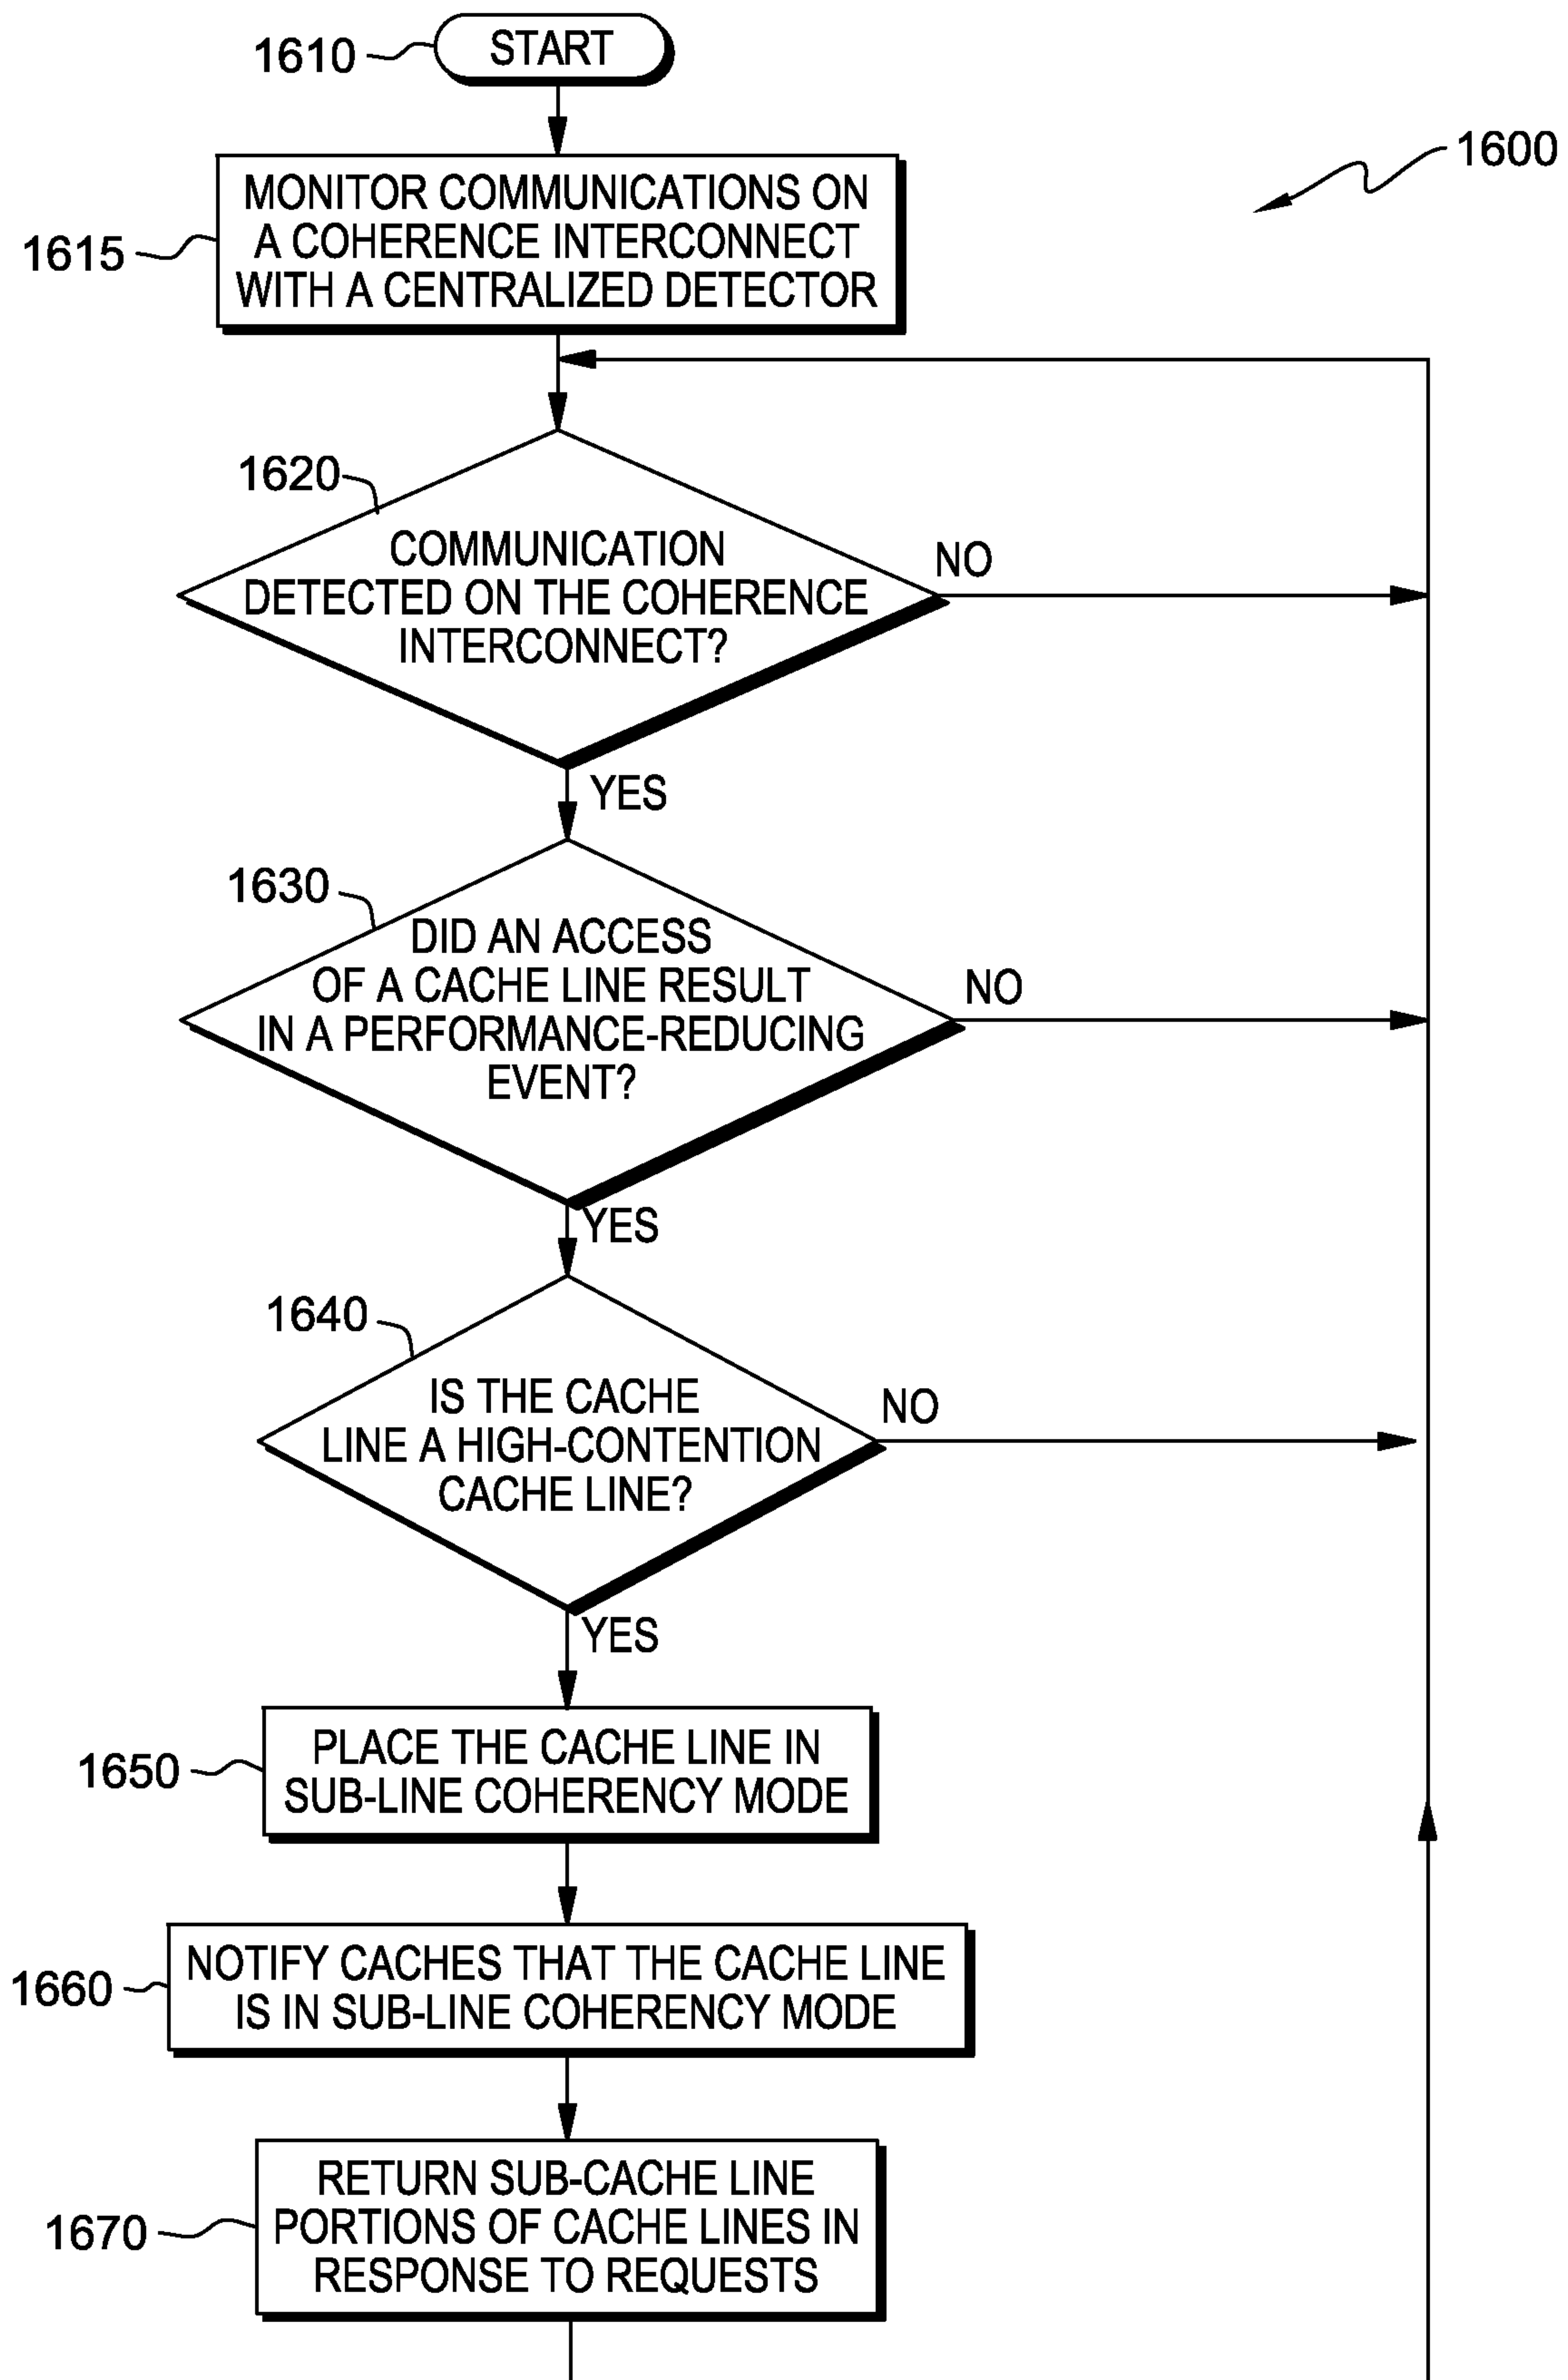 1610
START
1600
MONITOR COMMUNICATIONS ON
A COHERENCE INTERCONNECT
WITH A CENTRALIZED DETECTOR
1615
1620
COMMUNICATION
DETECTED ON THE COHERENCE
INTERCONNECT?
NO
YES
1630
DID AN ACCESS
OF A CACHE LINE RESULT
IN A PERFORMANCE-REDUCING
EVENT?
NO
YES
1640
IS THE CACHE
LINE A HIGH-CONTENTION
CACHE LINE?
NO
YES
1650
PLACE THE CACHE LINE IN
SUB-LINE COHERENCY MODE
1660
NOTIFY CACHES THAT THE CACHE LINE
IS IN SUB-LINE COHERENCY MODE
1670
RETURN SUB-CACHE LINE
PORTIONS OF CACHE LINES IN
RESPONSE TO REQUESTS